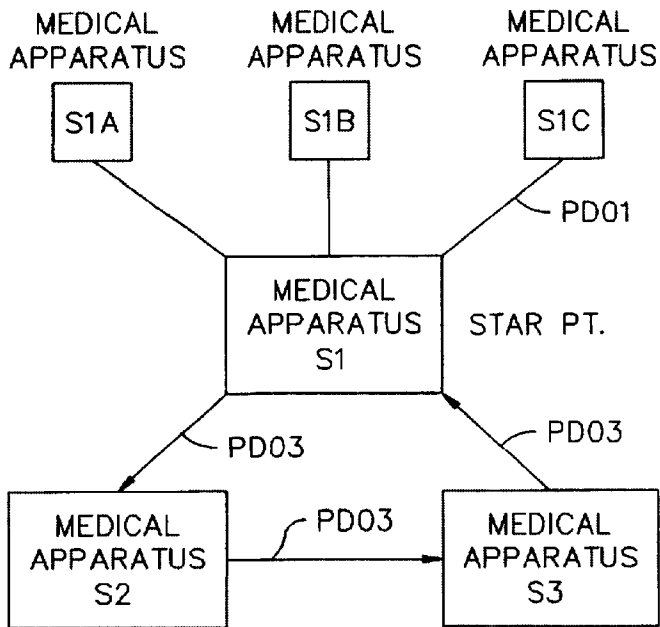 MEDICAL
APPARATUS
MEDICAL
APPARATUS
MEDICAL
APPARATUS
S1A
S1B
S1C
PD01
MEDICAL
APPARATUS
S1
STAR PT.
PD03
PD03
MEDICAL
APPARATUS
S2
PD03
MEDICAL
APPARATUS
S3